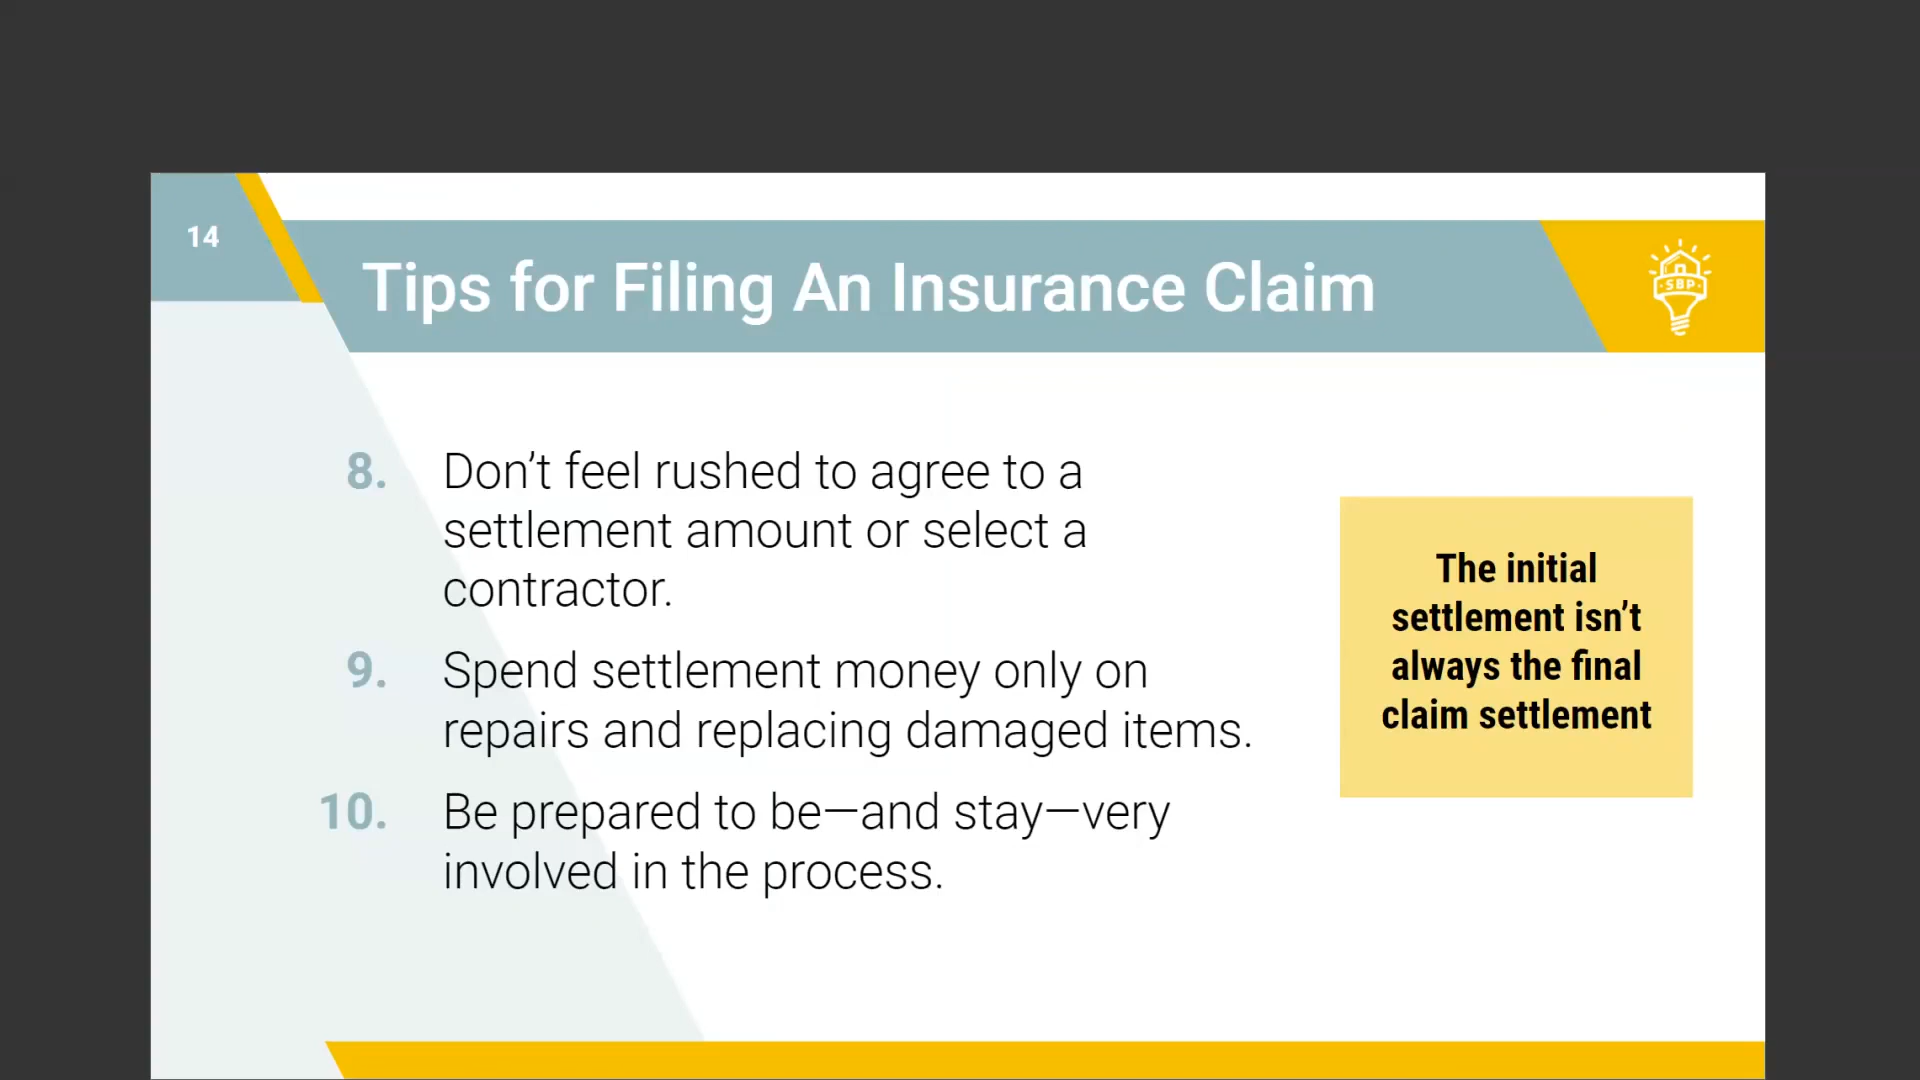 14
Tips for Filing An Insurance Claim
SBP
8. Don’t feel rushed to agree to a
settlement amount or select a
contractor.
9. Spend settlement money only on
repairs and replacing damaged items.
10. Be prepared to be—and stay—very
involved in the process.
The initial
settlement isn’t
always the final
claim settlement